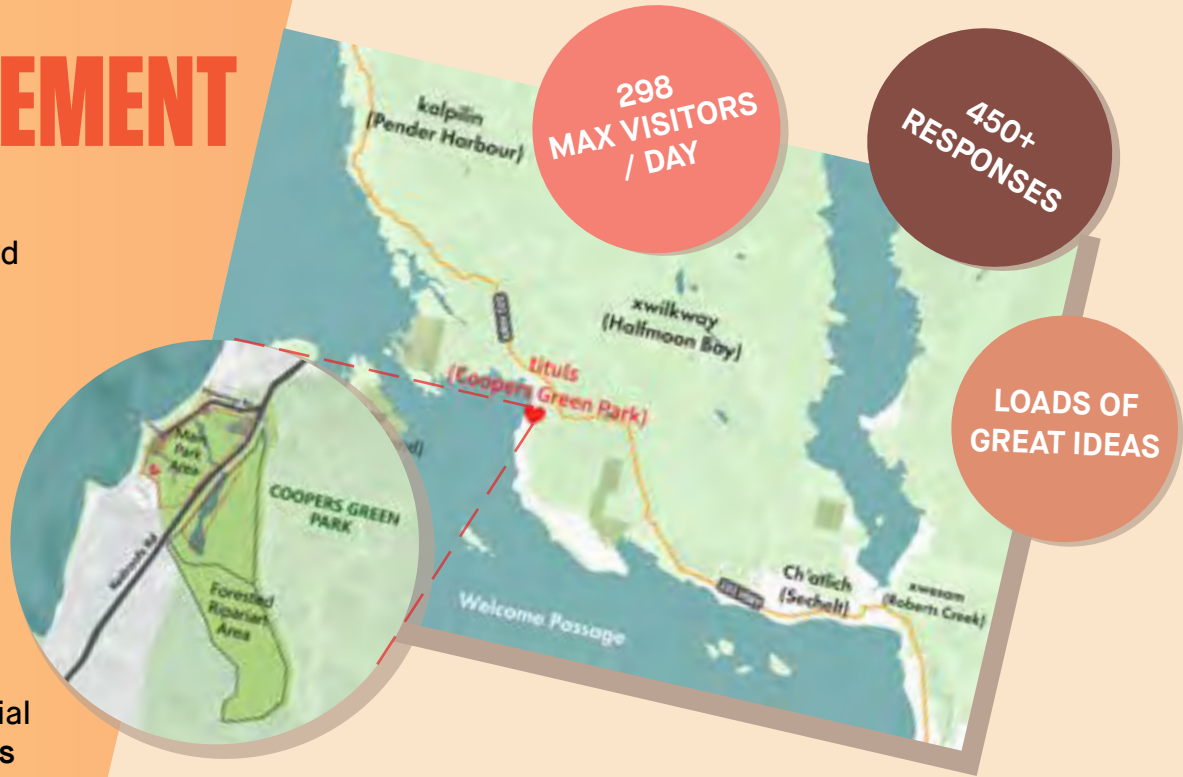 EMENT
d
ial
s
298
MAX VISITORS
/ DAY
450+
RESPONSES
LOADS OF
GREAT IDEAS
kalpilin
(Pender Harbour)
xwilkway
(Halfmoon Bay)
tituls
(Coopers Green Park)
Welcome Passage
Ch'atlich
(Sechelt)
xwesam
(Roberts Creek)
Main
Park
Area
COOPERS GREEN
PARK
Forested
Riparian
Area